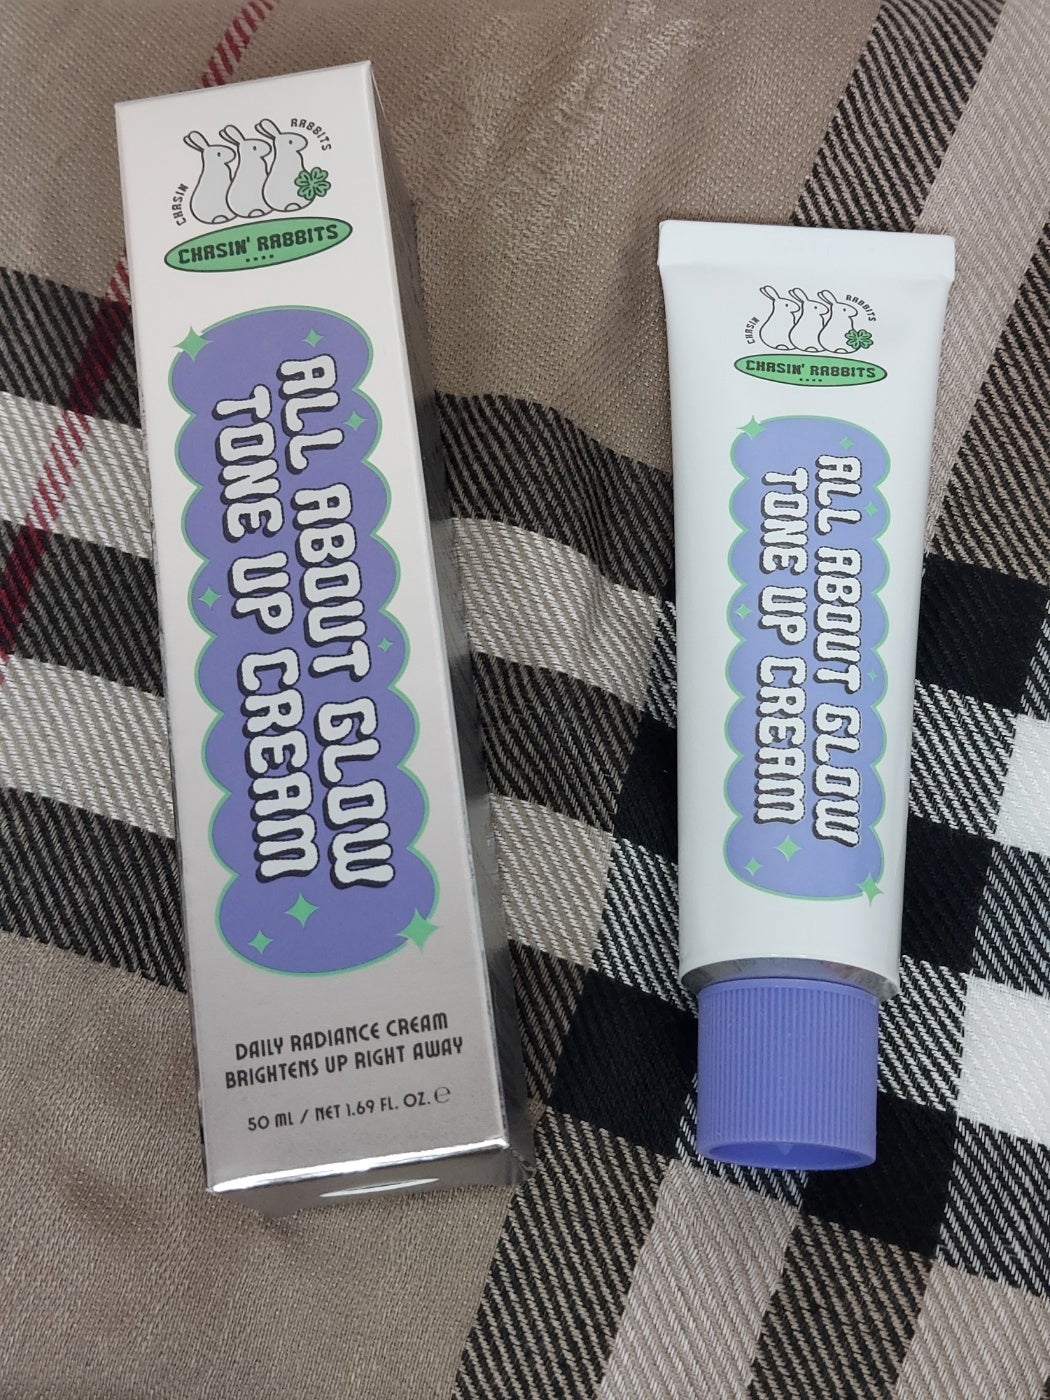 CHASIN RABBITS
CHASIN' RABBITS
ALL ABOUT GLOW
TONE UP CREAM
DAILY RADIANCE CREAM
BRIGHTENS UP RIGHT AWAY
50 ML / NET 1.69 FL. OZ. ℮
CHASIN RABBITS
CHASIN' RABBITS
ALL ABOUT GLOW
TONE UP CREAM